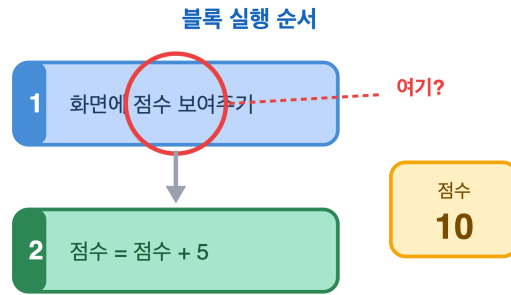 블록 실행 순서
1 화면에 점수 보여주기
여기?
점수
10
2 점수 = 점수 + 5